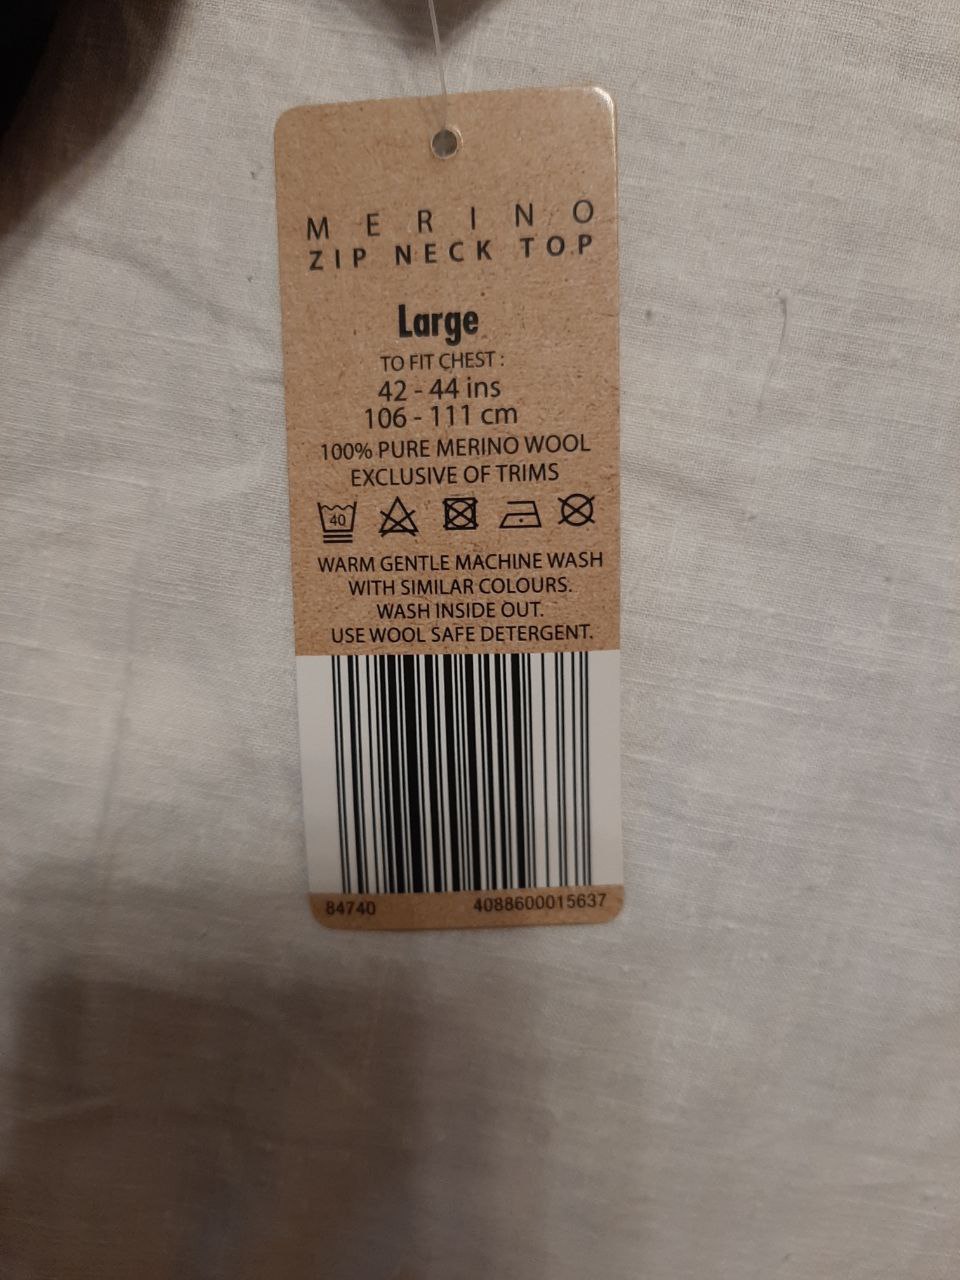 MERINO
ZIP NECK TOP
Large
TO FIT CHEST :
42 - 44 ins
106 - 111 cm
100% PURE MERINO WOOL
EXCLUSIVE OF TRIMS
40
WARM GENTLE MACHINE WASH
WITH SIMILAR COLOURS.
WASH INSIDE OUT.
USE WOOL SAFE DETERGENT.
84740 4088600015637